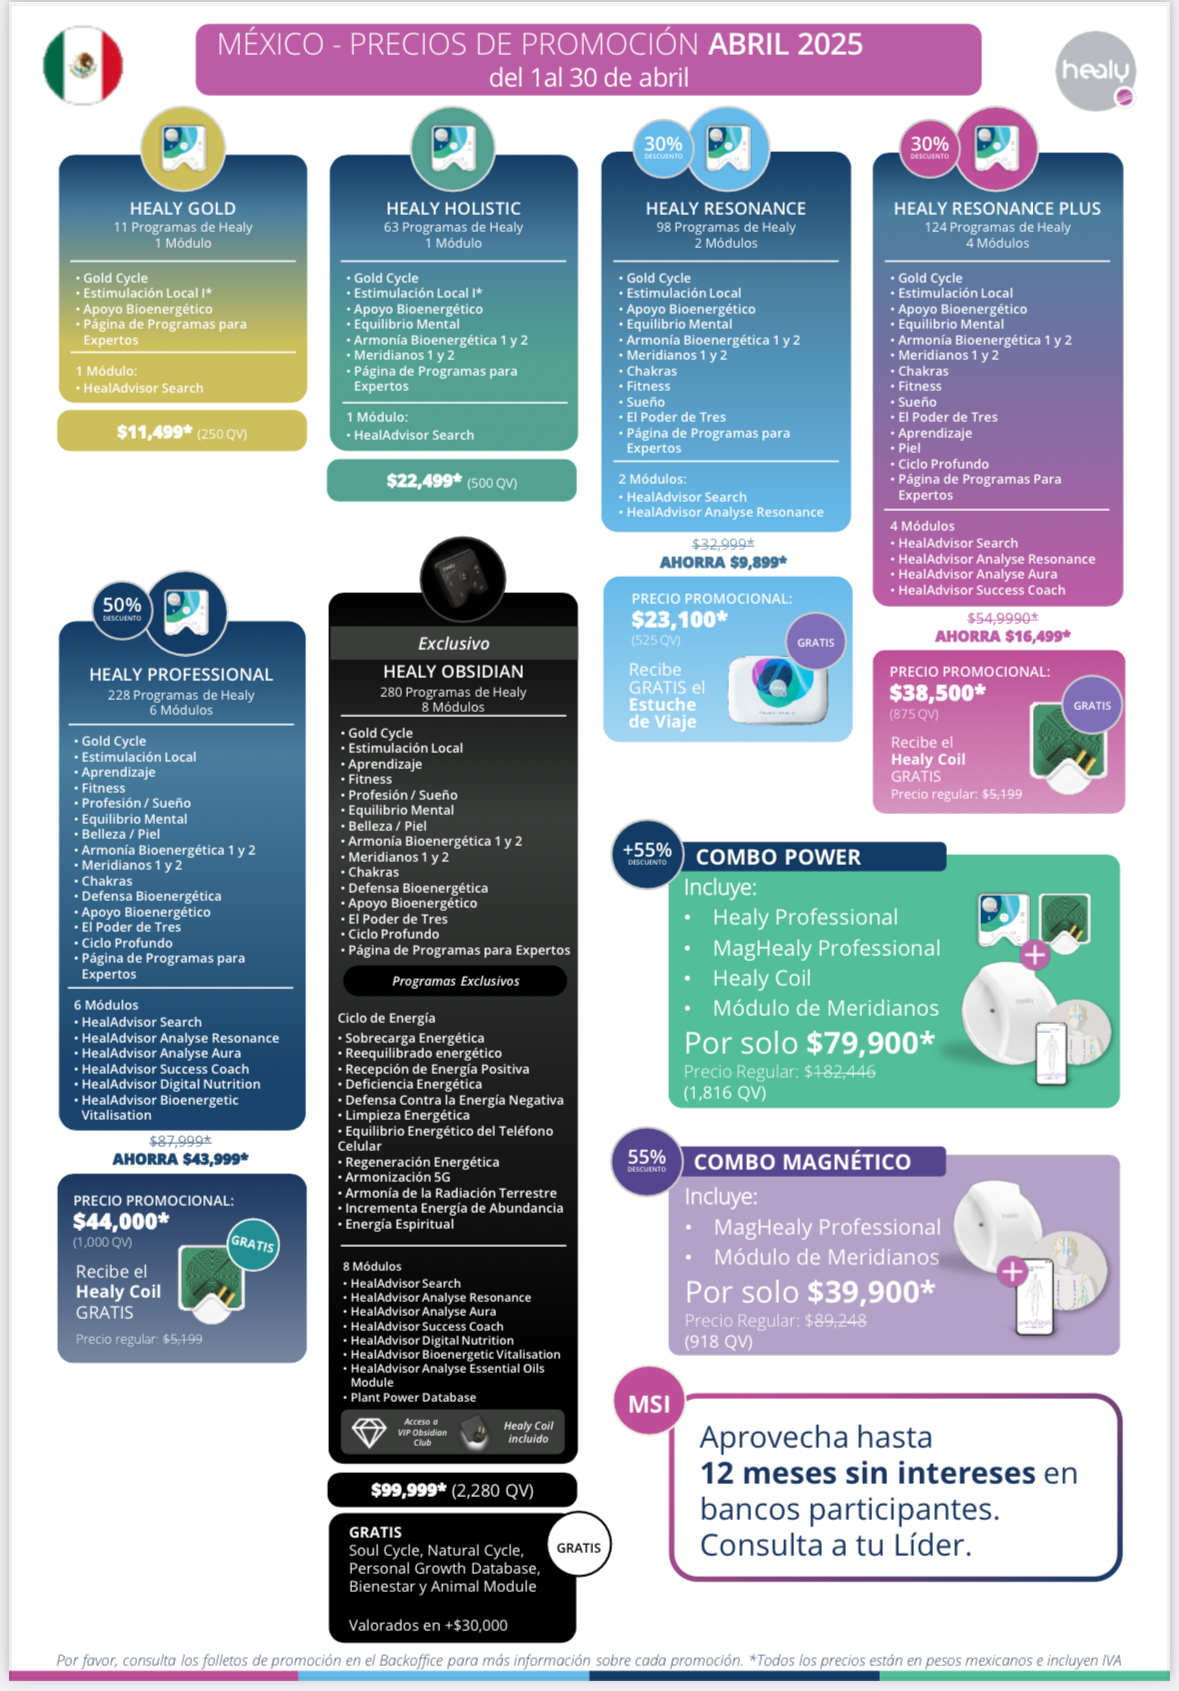 MÉXICO - PRECIOS DE PROMOCIÓN ABRIL 2025
del 1al 30 de abril
healy
HEALY GOLD
11 Programas de Healy
1 Módulo
• Gold Cycle
• Estimulación Local I*
• Apoyo Bioenergético
• Página de Programas para
Expertos
1 Módulo:
• HealAdvisor Search
$11,499* (250 QV)
HEALY HOLISTIC
63 Programas de Healy
1 Módulo
• Gold Cycle
• Estimulación Local I*
• Apoyo Bioenergético
• Equilibrio Mental
• Armonía Bioenergética 1 y 2
• Meridianos 1 y 2
• Página de Programas para
Expertos
1 Módulo:
• HealAdvisor Search
$22,499* (500 QV)
30%
DESCUENTO
HEALY RESONANCE
98 Programas de Healy
2 Módulos
• Gold Cycle
• Estimulación Local
• Apoyo Bioenergético
• Equilibrio Mental
• Armonía Bioenergética 1 y 2
• Meridianos 1 y 2
• Chakras
• Fitness
• Sueño
• El Poder de Tres
• Página de Programas para
Expertos
2 Módulos:
• HealAdvisor Search
• HealAdvisor Analyse Resonance
$32,999*
AHORRA $9,899*
PRECIO PROMOCIONAL:
$23,100*
(525 QV)
GRATIS
Recibe
GRATIS el
Estuche
de Viaje
30%
DESCUENTO
HEALY RESONANCE PLUS
124 Programas de Healy
4 Módulos
• Gold Cycle
• Estimulación Local
• Apoyo Bioenergético
• Equilibrio Mental
• Armonía Bioenergética 1 y 2
• Meridianos 1 y 2
• Chakras
• Fitness
• Sueño
• El Poder de Tres
• Aprendizaje
• Piel
• Ciclo Profundo
• Página de Programas Para
Expertos
4 Módulos
• HealAdvisor Search
• HealAdvisor Analyse Resonance
• HealAdvisor Analyse Aura
• HealAdvisor Success Coach
$54,9990*
AHORRA $16,499*
PRECIO PROMOCIONAL:
$38,500*
(875 QV)
GRATIS
Recibe el
Healy Coil
GRATIS
Precio regular: $5,199
50%
DESCUENTO
HEALY PROFESSIONAL
228 Programas de Healy
6 Módulos
• Gold Cycle
• Estimulación Local
• Aprendizaje
• Fitness
• Profesión / Sueño
• Equilibrio Mental
• Belleza / Piel
• Armonía Bioenergética 1 y 2
• Meridianos 1 y 2
• Chakras
• Defensa Bioenergética
• Apoyo Bioenergético
• El Poder de Tres
• Ciclo Profundo
• Página de Programas para
Expertos
6 Módulos
• HealAdvisor Search
• HealAdvisor Analyse Resonance
• HealAdvisor Analyse Aura
• HealAdvisor Success Coach
• HealAdvisor Digital Nutrition
• HealAdvisor Bioenergetic
Vitalisation
$87,999*
AHORRA $43,999*
PRECIO PROMOCIONAL:
$44,000*
(1,000 QV)
GRATIS
Recibe el
Healy Coil
GRATIS
Precio regular: $5,199
healy
Exclusivo
HEALY OBSIDIAN
280 Programas de Healy
8 Módulos
• Gold Cycle
• Estimulación Local
• Aprendizaje
• Fitness
• Profesión / Sueño
• Equilibrio Mental
• Belleza / Piel
• Armonía Bioenergética 1 y 2
• Meridianos 1 y 2
• Chakras
• Defensa Bioenergética
• Apoyo Bioenergético
• El Poder de Tres
• Ciclo Profundo
• Página de Programas para Expertos
Programas Exclusivos
Ciclo de Energía
• Sobrecarga Energética
• Reequilibrado energético
• Recepción de Energía Positiva
• Deficiencia Energética
• Defensa Contra la Energía Negativa
• Limpieza Energética
• Equilibrio Energético del Teléfono
Celular
• Regeneración Energética
• Armonización 5G
• Armonía de la Radiación Terrestre
• Incrementa Energía de Abundancia
• Energía Espiritual
8 Módulos
• HealAdvisor Search
• HealAdvisor Analyse Resonance
• HealAdvisor Analyse Aura
• HealAdvisor Success Coach
• HealAdvisor Digital Nutrition
• HealAdvisor Bioenergetic Vitalisation
• HealAdvisor Analyse Essential Oils
Module
• Plant Power Database
Acceso a
VIP Obsidian
Club
Healy Coil
incluido
$99,999* (2,280 QV)
GRATIS
GRATIS
Soul Cycle, Natural Cycle,
Personal Growth Database,
Bienestar y Animal Module
Valorados en +$30,000
+55%
DESCUENTO
COMBO POWER
Incluye:
• Healy Professional
• MagHealy Professional
• Healy Coil
• Módulo de Meridianos
Por solo $79,900*
Precio Regular: $182,446
(1,816 QV)
55%
DESCUENTO
COMBO MAGNÉTICO
Incluye:
• MagHealy Professional
• Módulo de Meridianos
Por solo $39,900*
Precio Regular: $89,248
(918 QV)
MSI
Aprovecha hasta
12 meses sin intereses en
bancos participantes.
Consulta a tu Líder.
Por favor, consulta los folletos de promoción en el Backoffice para más información sobre cada promoción. *Todos los precios están en pesos mexicanos e incluyen IVA